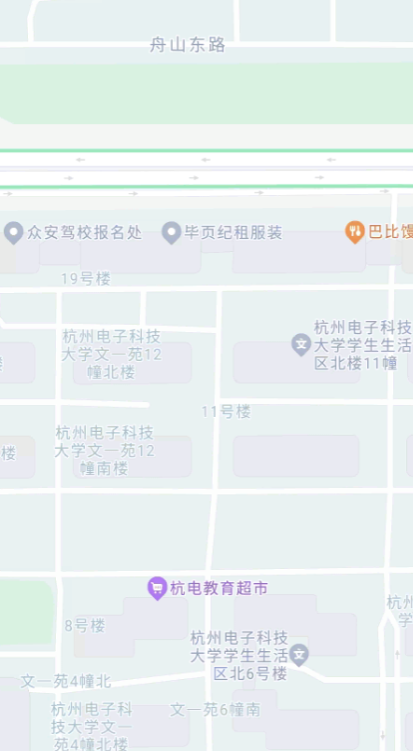 舟山东路
众安驾校报名处
毕页纪租服装
巴比馒
19号楼
杭州电子科技
大学文一苑12
幢北楼
杭州电子科技
大学学生生活
区北楼11幢
11号楼
杭州电子科技
大学文一苑12
幢南楼
楼
杭电教育超市
8号楼
杭州
学
杭州电子科技
大学学生生活
区北6号楼
文一苑4幢北
杭州电子科
技大学文一
苑4幢北楼
文一苑6幢南